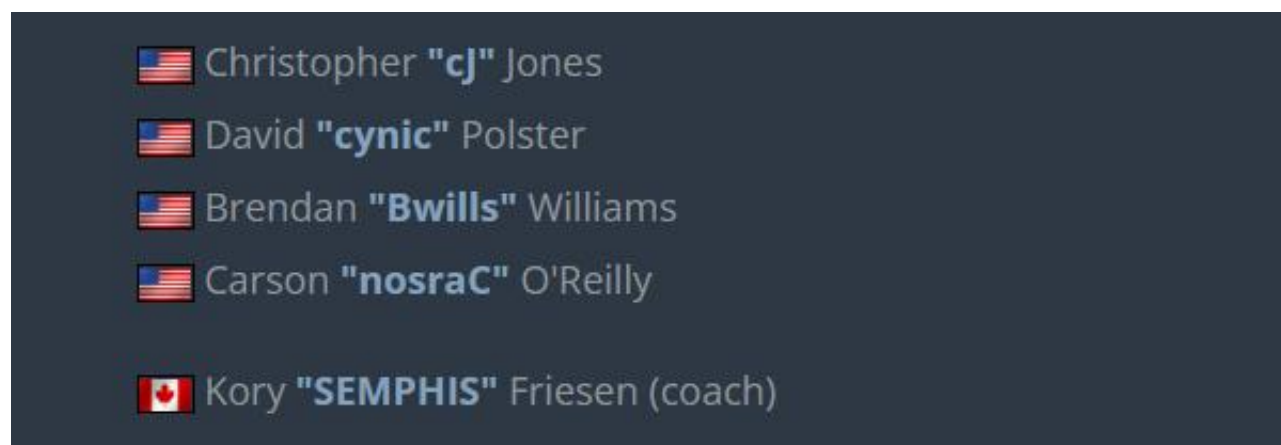 Christopher "cJ" Jones
David "cynic" Polster
Brendan "Bwills" Williams
Carson "nosraC" O'Reilly
Kory "SEMPHIS" Friesen (coach)